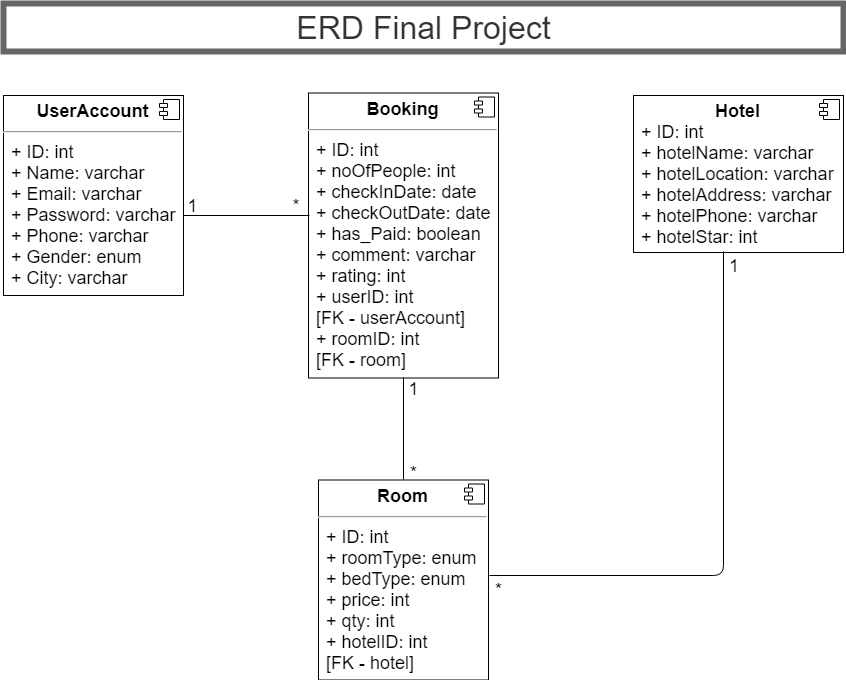 ERD Final Project
UserAccount
+ ID: int
+ Name: varchar
+ Email: varchar
+ Password: varchar
+ Phone: varchar
+ Gender: enum
+ City: varchar
1
*
Booking
+ ID: int
+ noOfPeople: int
+ checkInDate: date
+ checkOutDate: date
+ has_Paid: boolean
+ comment: varchar
+ rating: int
+ userID: int
[FK - userAccount]
+ roomID: int
[FK - room]
1
*
Hotel
+ ID: int
+ hotelName: varchar
+ hotelLocation: varchar
+ hotelAddress: varchar
+ hotelPhone: varchar
+ hotelStar: int
1
*
Room
+ ID: int
+ roomType: enum
+ bedType: enum
+ price: int
+ qty: int
+ hotelID: int
[FK - hotel]